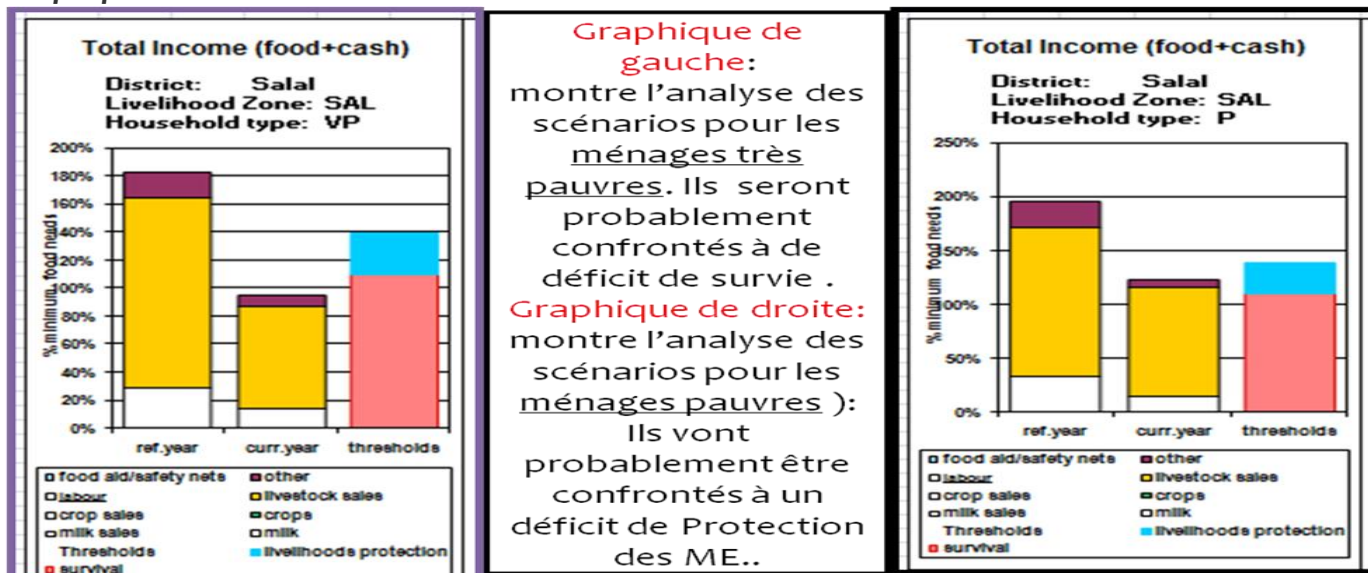 Total Income (food+cash)
District: Salal
Livelihood Zone: SAL
Household type: VP
% minimum food needs
200%
180%
160%
140%
120%
100%
80%
60%
40%
20%
0%
ref.year curr.year thresholds
food aid/safety nets other
labour livestock sales
crop sales crops
milk sales milk
Thresholds livelihoods protection
survival
Graphique de
gauche:
montre l’analyse des
scénarios pour les
ménages très
pauvres. Ils seront
probablement
confrontés à de
déficit de survie .
Graphique de droite:
montre l’analyse des
scénarios pour les
ménages pauvres ):
Ils vont
probablement être
confrontés à un
déficit de Protection
des ME..
Total Income (food+cash)
District: Salal
Livelihood Zone: SAL
Household type: P
% minimum food needs
250%
200%
150%
100%
50%
0%
ref.year curr.year thresholds
food aid/safety nets other
labour livestock sales
crop sales crops
milk sales milk
Thresholds livelihoods protection
survival